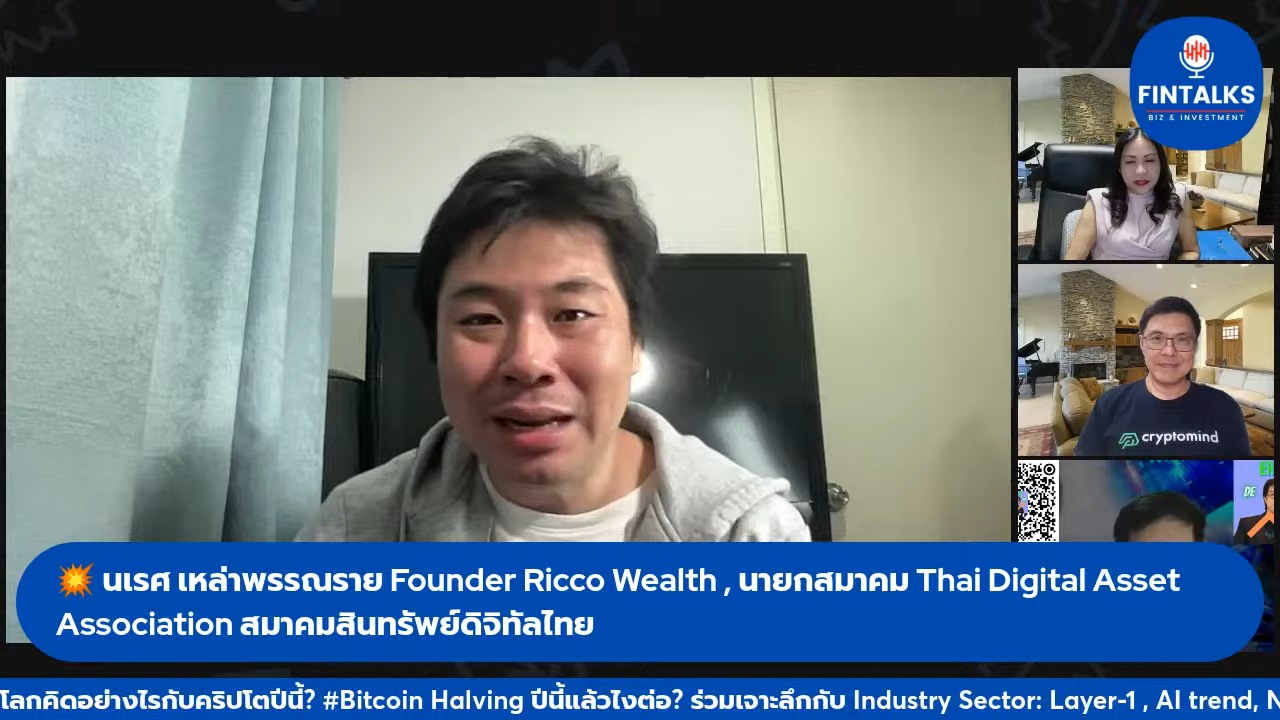 FINTALKS
BIZ & INVESTMENT
cryptomind
DE
💥 นเรศ เหล่าพรรณราย Founder Ricco Wealth , นายกสมาคม Thai Digital Asset
Association สมาคมสินทรัพย์ดิจิทัลไทย
โลกคิดอย่างไรกับคริปโตปีนี้? #Bitcoin Halving ปีนี้แล้วไงต่อ? ร่วมเจาะลึกกับ Industry Sector: Layer-1 , AI trend, N